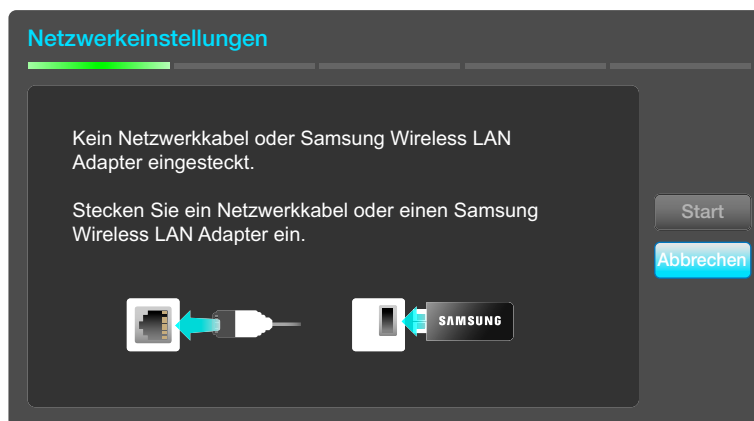 Netzwerkeinstellungen
Kein Netzwerkkabel oder Samsung Wireless LAN
Adapter eingesteckt.
Stecken Sie ein Netzwerkkabel oder einen Samsung
Wireless LAN Adapter ein.
Start
Abbrechen
SAMSUNG